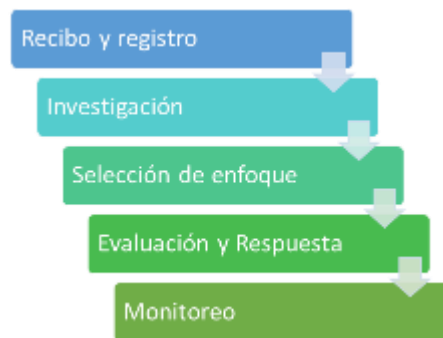 Recibo y registro
Investigación
Selección de enfoque
Evaluación y Respuesta
Monitoreo